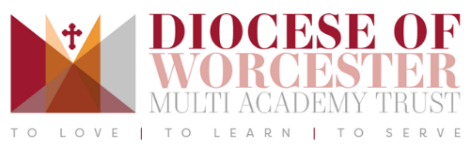 DIOCESE OF
WORCESTER
MULTI ACADEMY TRUST
TO LOVE | TO LEARN | TO SERVE